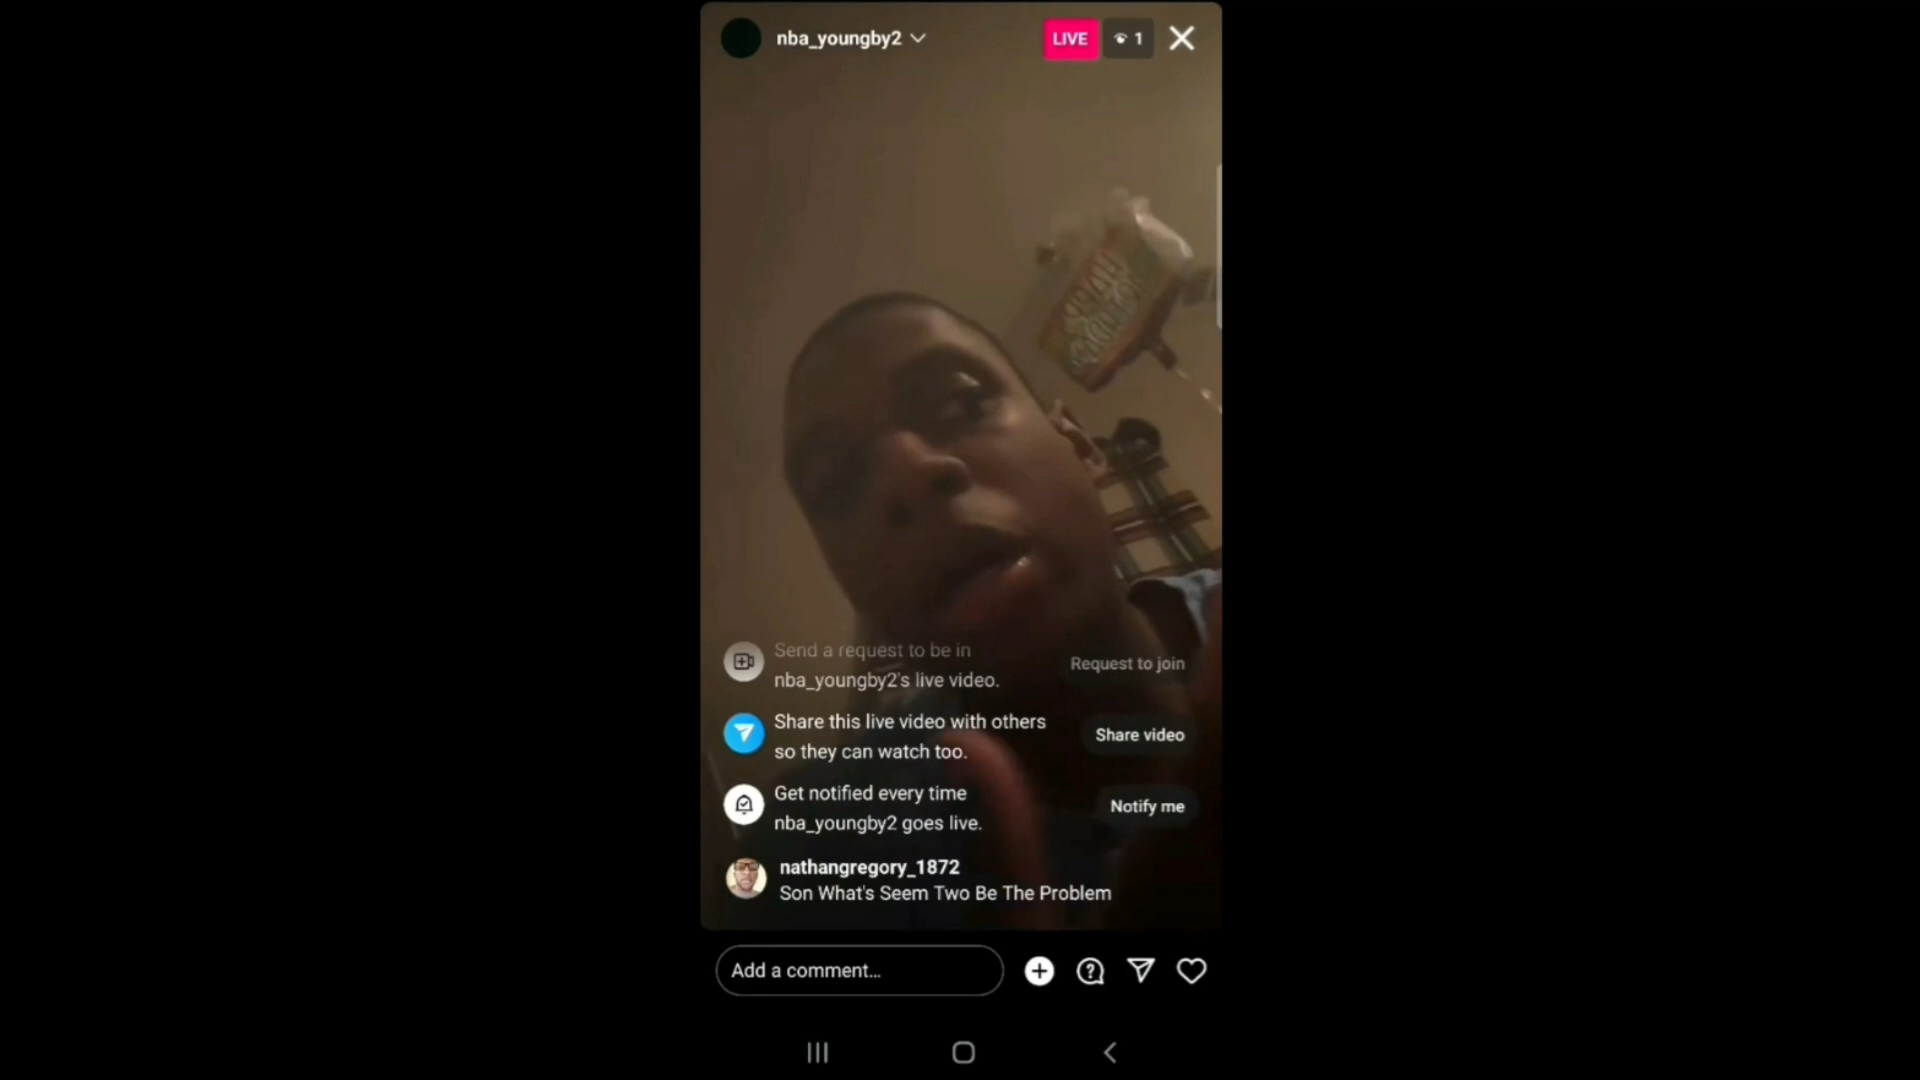 nba_youngby2
LIVE
1
Send a request to be in
nba_youngby2's live video.
Request to join
Share this live video with others
so they can watch too.
Share video
Get notified every time
nba_youngby2 goes live.
Notify me
nathangregory_1872
Son What's Seem Two Be The Problem
Add a comment...